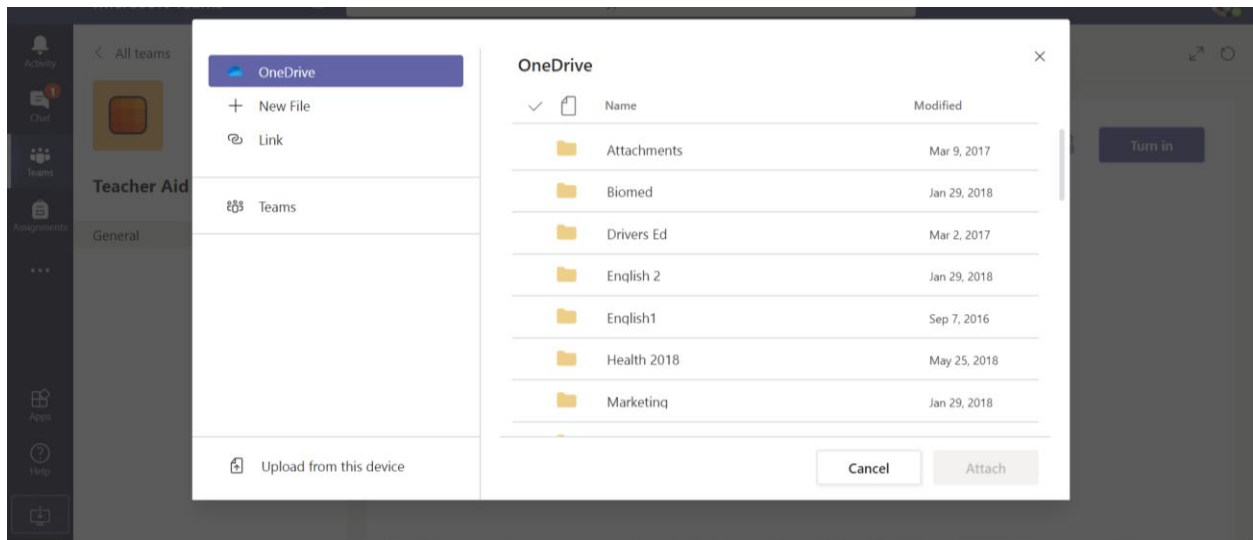 Activity
All teams
Chat
1
Teams
Teacher Aid
Assignments
General
Apps
Help
OneDrive
New File
Link
Teams
Upload from this device
OneDrive
Name Modified
Attachments Mar 9, 2017
Biomed Jan 29, 2018
Drivers Ed Mar 2, 2017
English 2 Jan 29, 2018
English1 Sep 7, 2016
Health 2018 May 25, 2018
Marketing Jan 29, 2018
Cancel Attach
Turn in